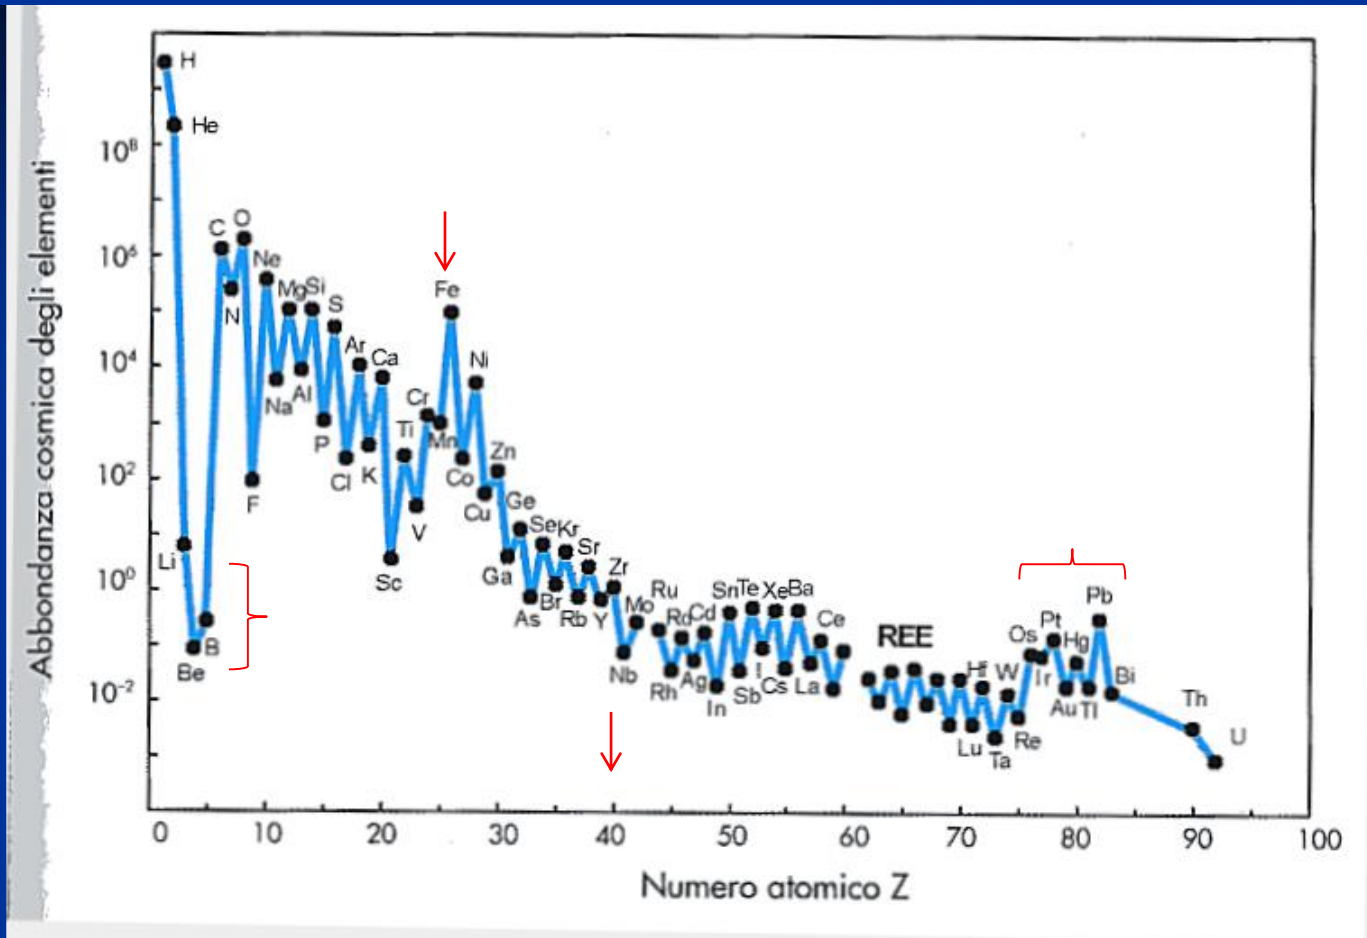 Abbondanza cosmica degli elementi
10⁸
10⁶
10⁴
10²
10⁰
10⁻²
H
He
Li
Be
B
C
N
O
F
Ne
Na
Mg
Al
Si
P
S
Cl
Ar
K
Ca
Sc
Ti
V
Cr
Mn
Fe
Co
Ni
Cu
Zn
Ga
Ge
As
Se
Br
Kr
Rb
Sr
Y
Zr
Nb
Mo
Ru
Rh
Rd
Ag
Cd
In
Sn
Sb
Te
I
Xe
Cs
Ba
La
Ce
REE
Lu
Hf
Ta
W
Re
Os
Ir
Pt
Au
Hg
Tl
Pb
Bi
Th
U
0 10 20 30 40 50 60 70 80 90 100
Numero atomico Z